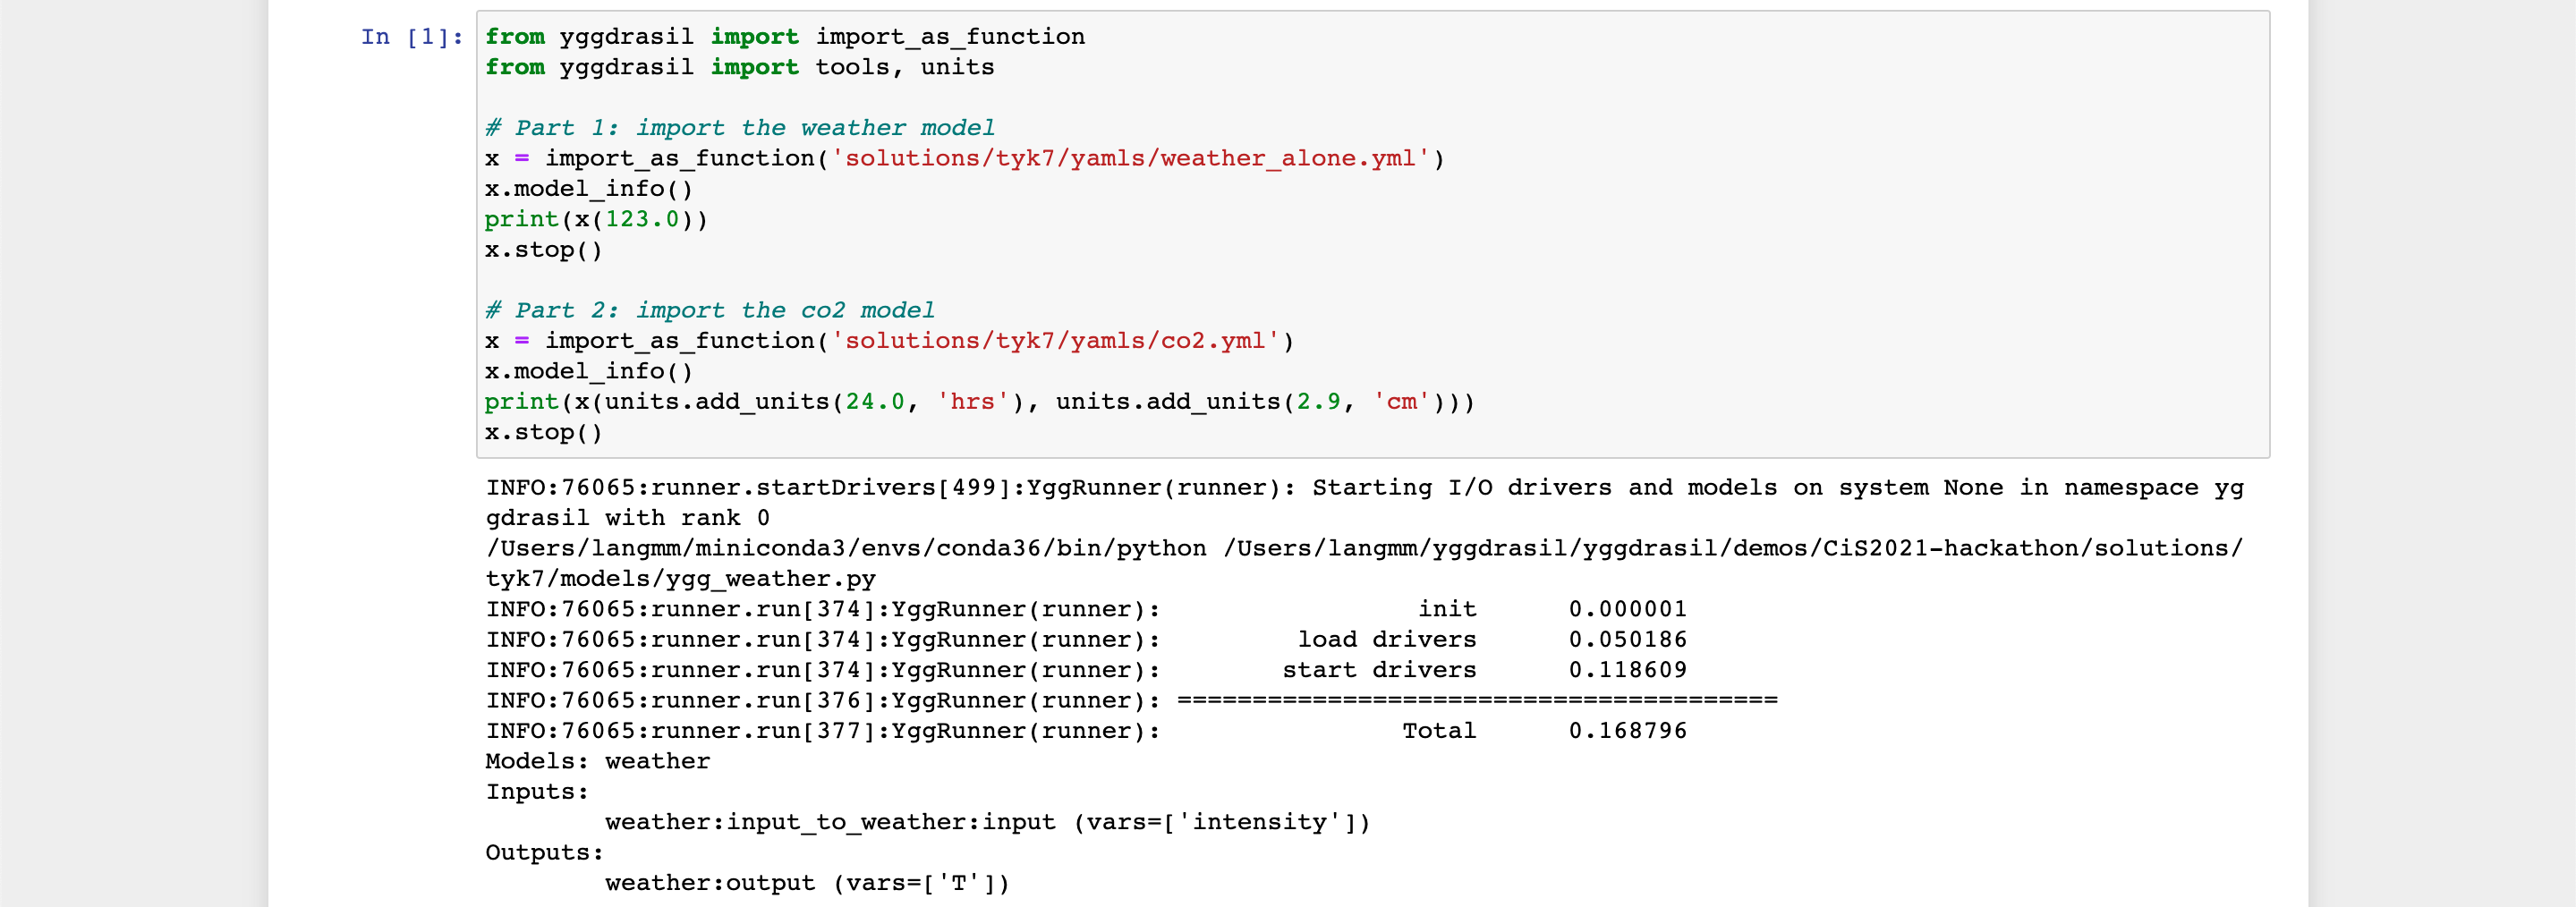 In [1]: from yggdrasil import import_as_function
from yggdrasil import tools, units
# Part 1: import the weather model
x = import_as_function('solutions/tyk7/yamls/weather_alone.yml')
x.model_info()
print(x(123.0))
x.stop()
# Part 2: import the co2 model
x = import_as_function('solutions/tyk7/yamls/co2.yml')
x.model_info()
print(x(units.add_units(24.0, 'hrs'), units.add_units(2.9, 'cm')))
x.stop()
INFO:76065:runner.startDrivers[499]:YggRunner(runner): Starting I/O drivers and models on system None in namespace yg
gdrasil with rank 0
/Users/langmm/miniconda3/envs/conda36/bin/python /Users/langmm/yggdrasil/yggdrasil/demos/CiS2021-hackathon/solutions/
tyk7/models/ygg_weather.py
INFO:76065:runner.run[374]:YggRunner(runner):                 init      0.000001
INFO:76065:runner.run[374]:YggRunner(runner):         load drivers      0.050186
INFO:76065:runner.run[374]:YggRunner(runner):        start drivers      0.118609
INFO:76065:runner.run[376]:YggRunner(runner): ========================================
INFO:76065:runner.run[377]:YggRunner(runner):                Total      0.168796
Models: weather
Inputs:
        weather:input_to_weather:input (vars=['intensity'])
Outputs:
        weather:output (vars=['T'])